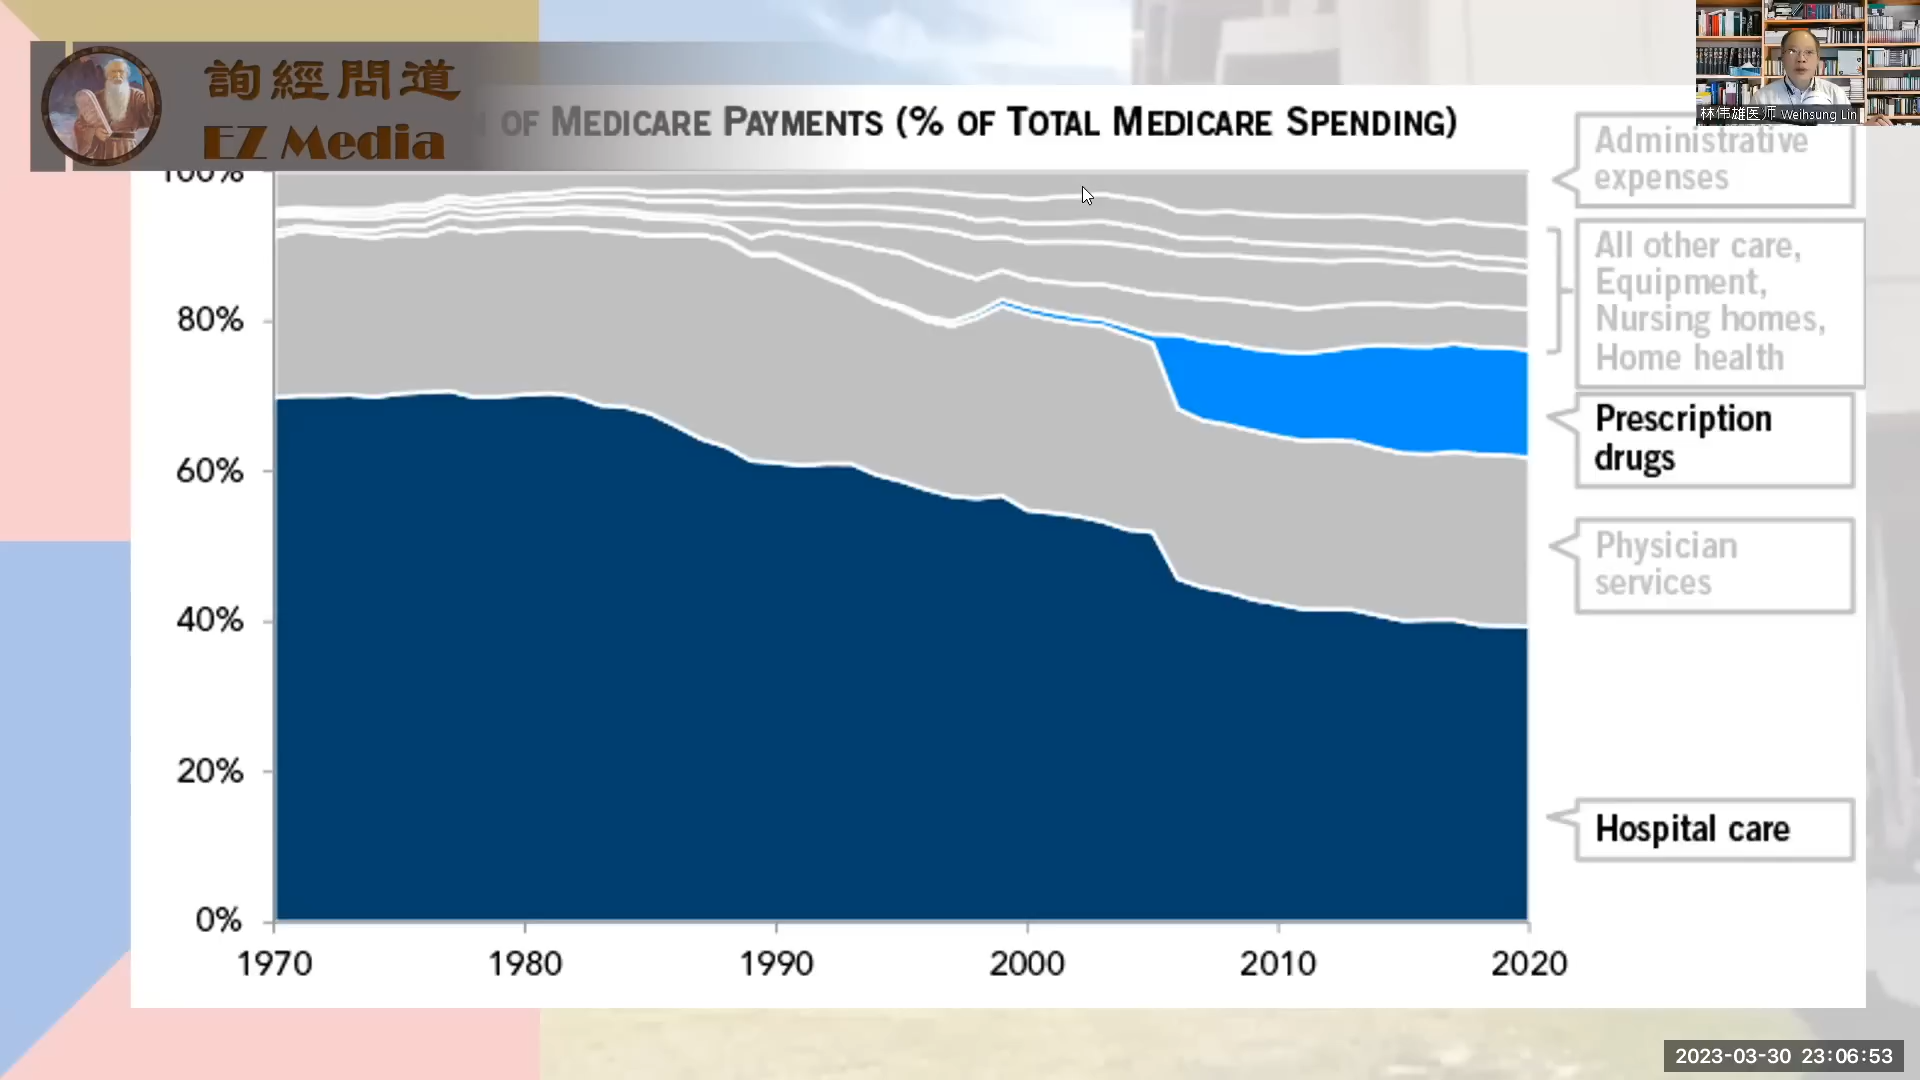 詢經問道
EZ Media
OF MEDICARE PAYMENTS (% OF TOTAL MEDICARE SPENDING)
林伟雄医师 Weihsung Lin
100%
80%
60%
40%
20%
0%
1970 1980 1990 2000 2010 2020
Administrative
expenses
All other care,
Equipment,
Nursing homes,
Home health
Prescription
drugs
Physician
services
Hospital care
2023-03-30 23:06:53